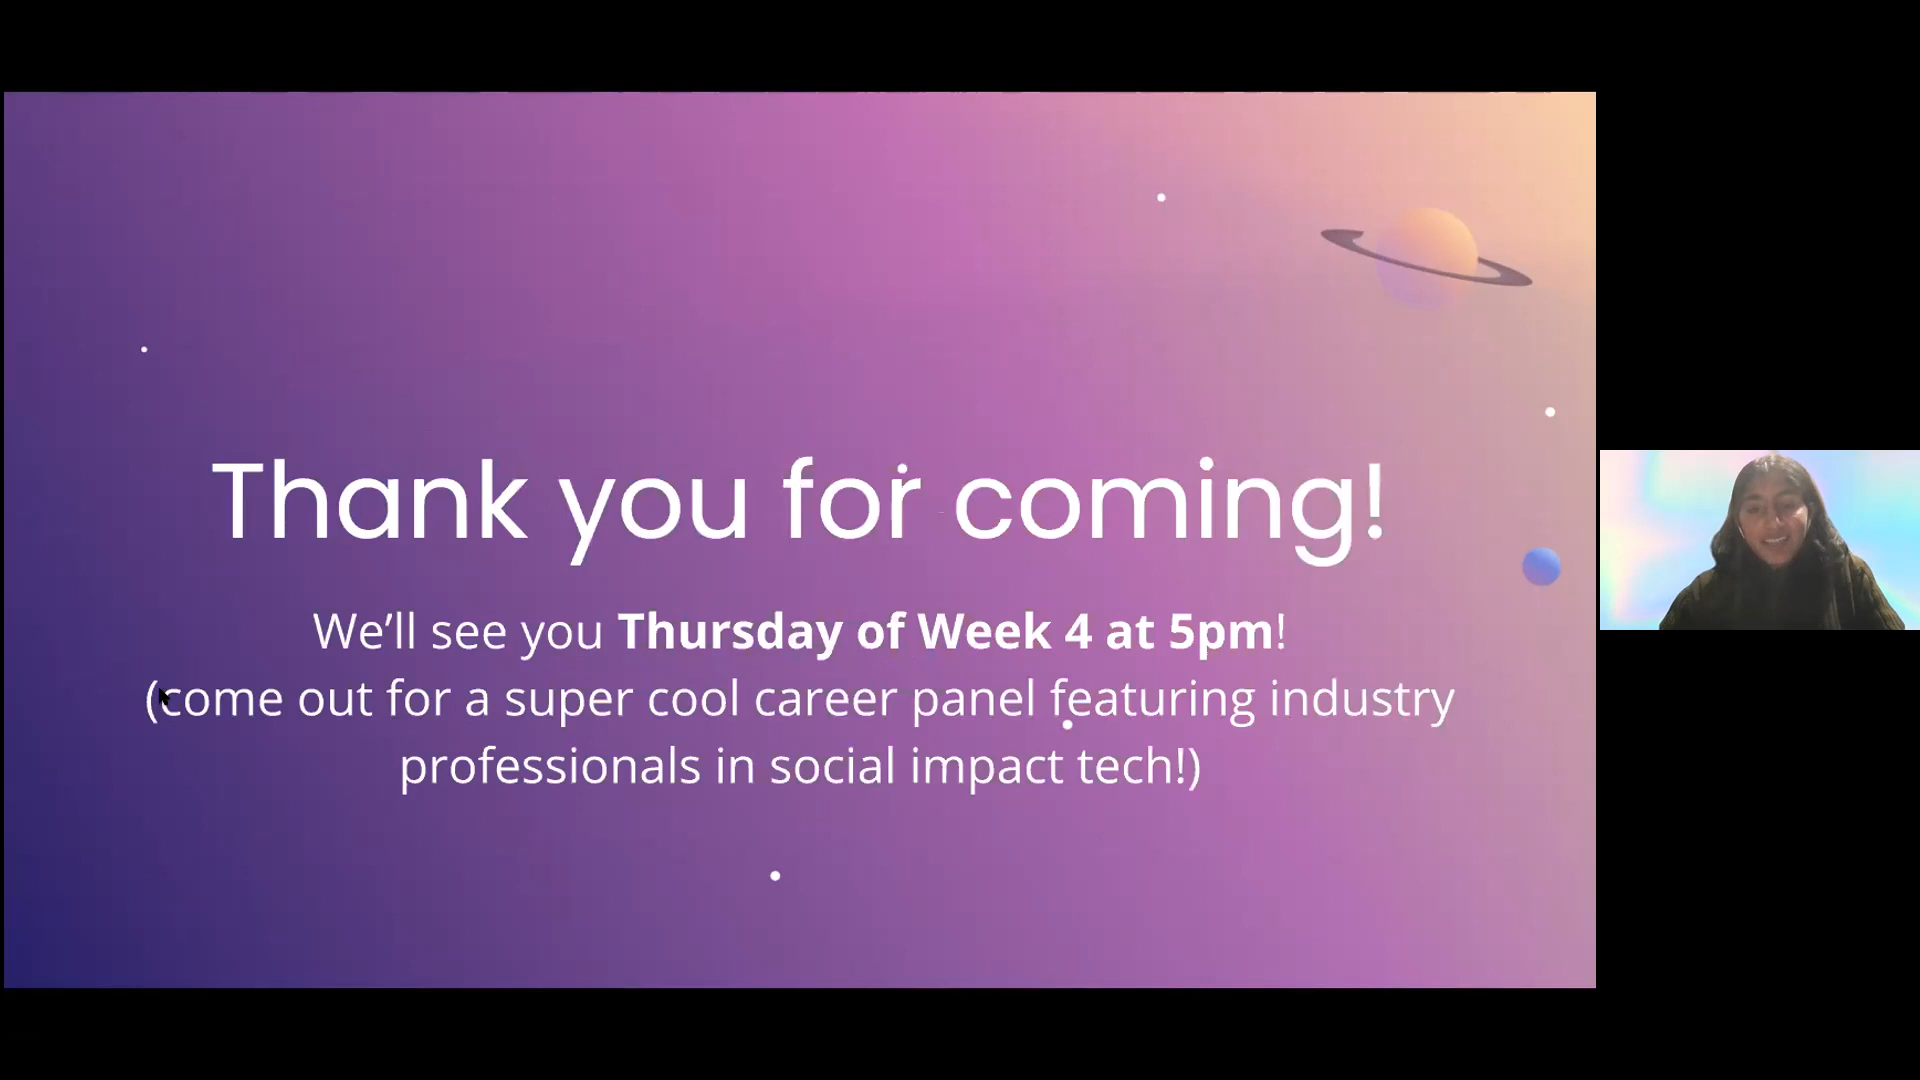 Thank you for coming!
We’ll see you Thursday of Week 4 at 5pm!
(come out for a super cool career panel featuring industry
professionals in social impact tech!)